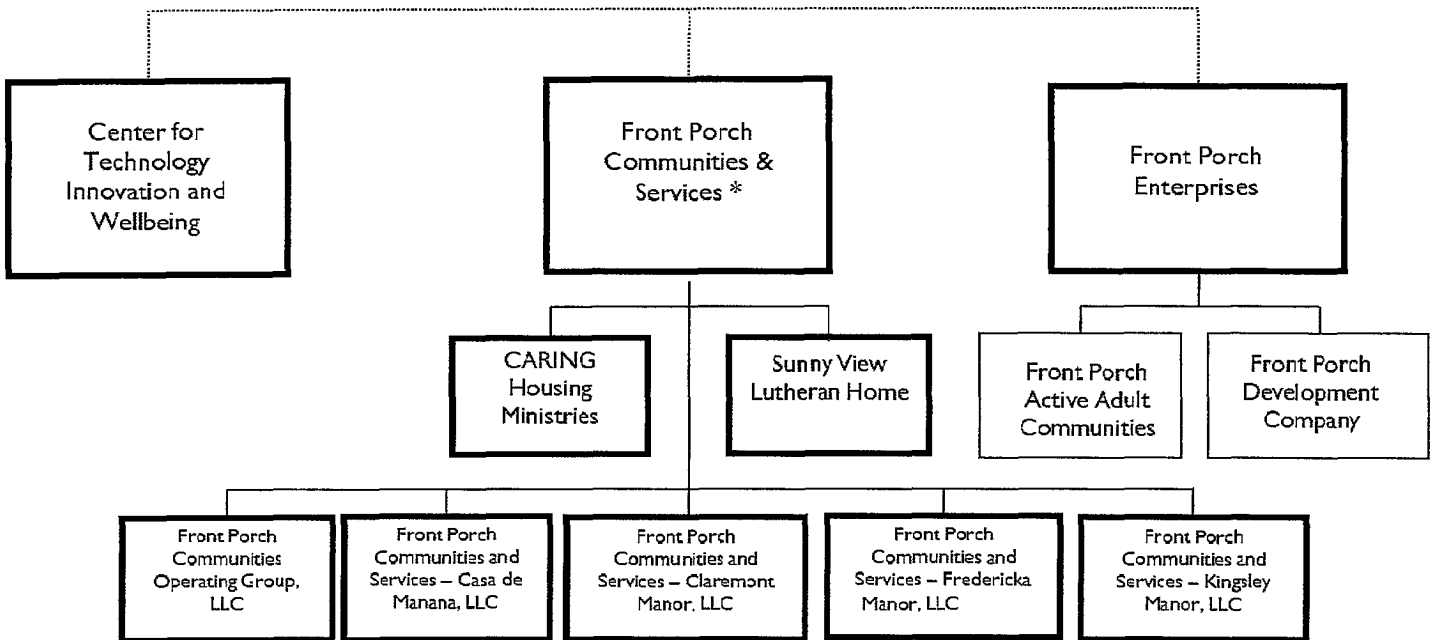 Center for
Technology
Innovation and
Wellbeing
Front Porch
Communities &
Services *
Front Porch
Enterprises
CARING
Housing
Ministries
Sunny View
Lutheran Home
Front Porch
Active Adult
Communities
Front Porch
Development
Company
Front Porch
Communities
Operating Group,
LLC
Front Porch
Communities and
Services – Casa de
Manana, LLC
Front Porch
Communities and
Services – Claremont
Manor, LLC
Front Porch
Communities and
Services – Fredericka
Manor, LLC
Front Porch
Communities and
Services – Kingsley
Manor, LLC